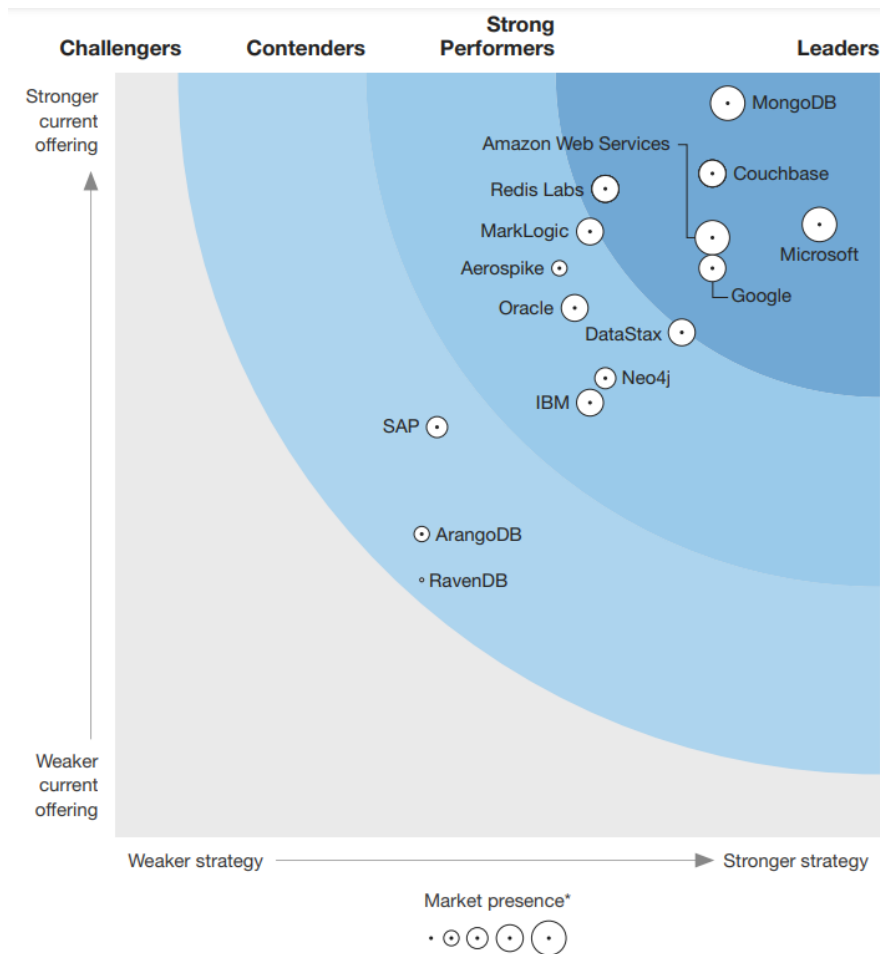 Challengers
Contenders
Strong
Performers
Leaders
Stronger
current
offering
MongoDB
Amazon Web Services
Couchbase
Redis Labs
MarkLogic
Microsoft
Aerospike
Google
Oracle
DataStax
Neo4j
IBM
SAP
ArangoDB
RavenDB
Weaker
current
offering
Weaker strategy
Stronger strategy
Market presence*